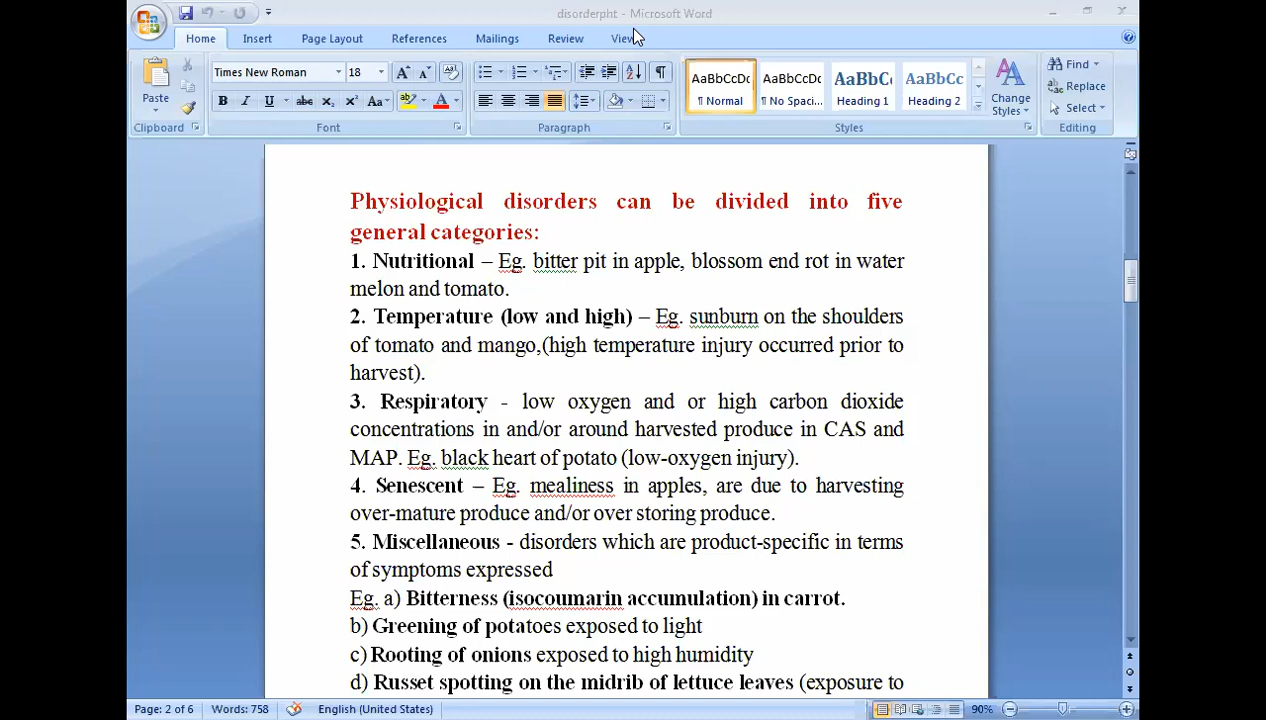 disorderpht - Microsoft Word
Home Insert Page Layout References Mailings Review View
Paste
Clipboard
Times New Roman 18
B I U abc x₂ x² Aa
Font
Paragraph
AaBbCcDc AaBbCcDc AaBbC AaBbCc
¶ Normal ¶ No Spaci... Heading 1 Heading 2
Styles
Change
Styles
Find
Replace
Select
Editing
Physiological disorders can be divided into five
general categories:
1. Nutritional – Eg. bitter pit in apple, blossom end rot in water
melon and tomato.
2. Temperature (low and high) – Eg. sunburn on the shoulders
of tomato and mango,(high temperature injury occurred prior to
harvest).
3. Respiratory - low oxygen and or high carbon dioxide
concentrations in and/or around harvested produce in CAS and
MAP. Eg. black heart of potato (low-oxygen injury).
4. Senescent – Eg. mealiness in apples, are due to harvesting
over-mature produce and/or over storing produce.
5. Miscellaneous - disorders which are product-specific in terms
of symptoms expressed
Eg. a) Bitterness (isocoumarin accumulation) in carrot.
b) Greening of potatoes exposed to light
c) Rooting of onions exposed to high humidity
d) Russet spotting on the midrib of lettuce leaves (exposure to
Page: 2 of 6 Words: 758 English (United States) 90%